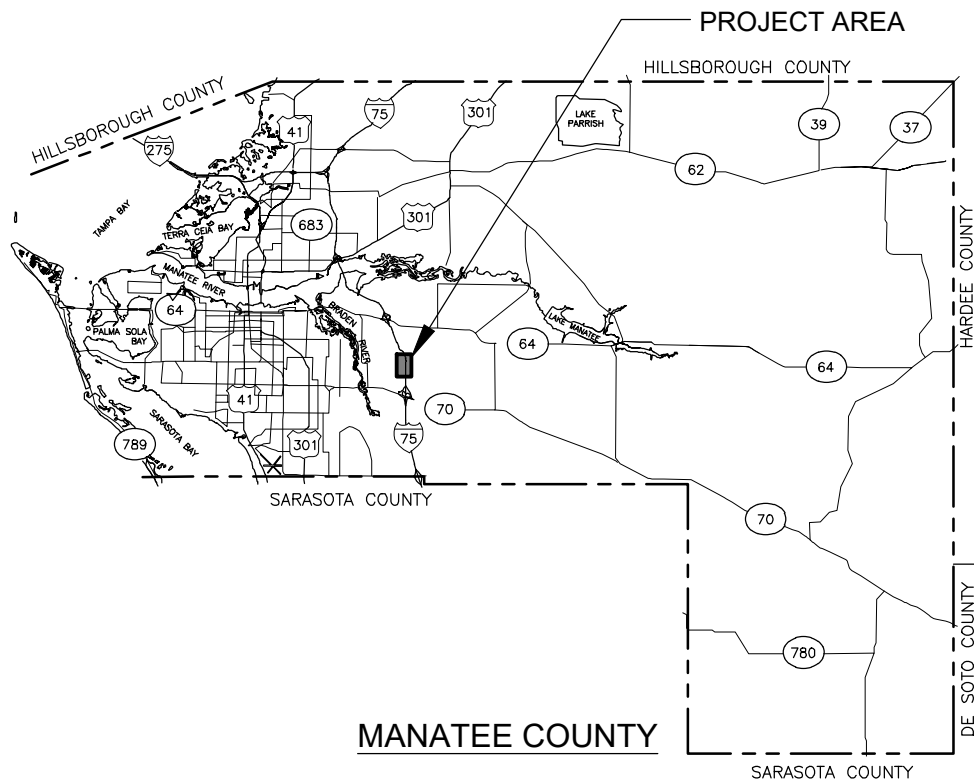 PROJECT AREA
HILLSBOROUGH COUNTY
HILLSBOROUGH COUNTY
75
301
41
LAKE
PARRISH
39
37
275
62
TAMPA BAY
TERRA CEIA BAY
683
301
HARDEE COUNTY
MANATEE RIVER
64
BRADEN
RIVER
LAKE MANATEE
PALMA SOLA
BAY
64
64
41
70
SARASOTA BAY
789
301
75
SARASOTA COUNTY
70
780
DE SOTO COUNTY
MANATEE COUNTY
SARASOTA COUNTY